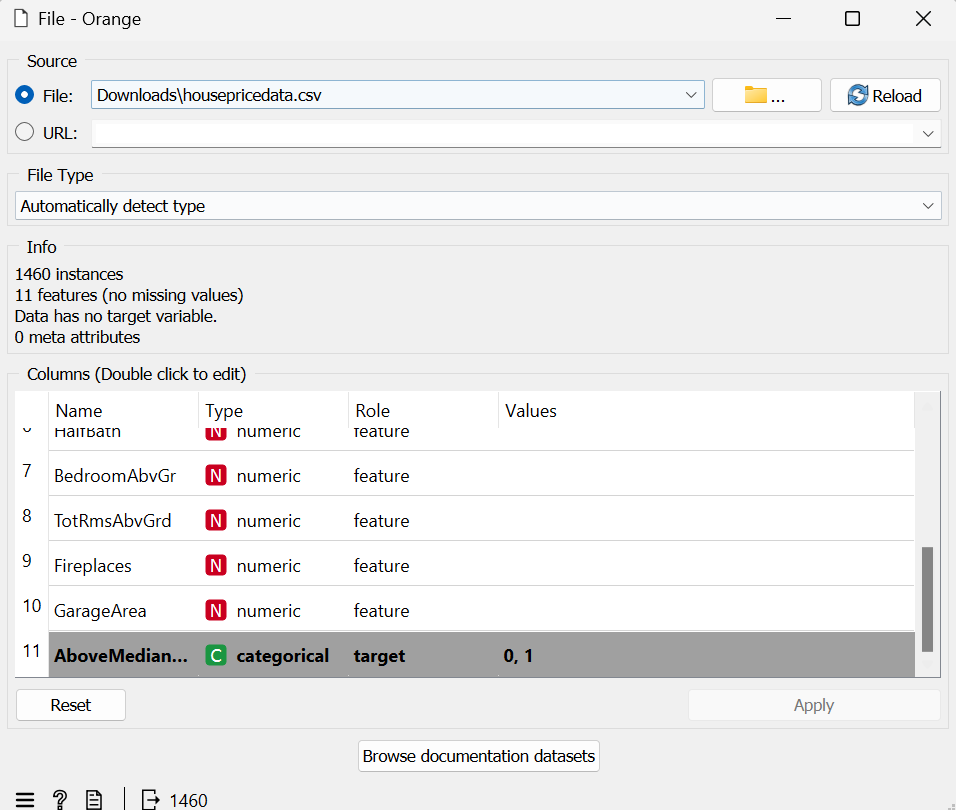 File - Orange
Source
File: Downloads\housepricedata.csv ... Reload
URL:
File Type
Automatically detect type
Info
1460 instances
11 features (no missing values)
Data has no target variable.
0 meta attributes
Columns (Double click to edit)
Name Type Role Values
HalfBath N numeric feature
7 BedroomAbvGr N numeric feature
8 TotRmsAbvGrd N numeric feature
9 Fireplaces N numeric feature
10 GarageArea N numeric feature
11 AboveMedian... C categorical target 0, 1
Reset Apply
Browse documentation datasets
? 1460